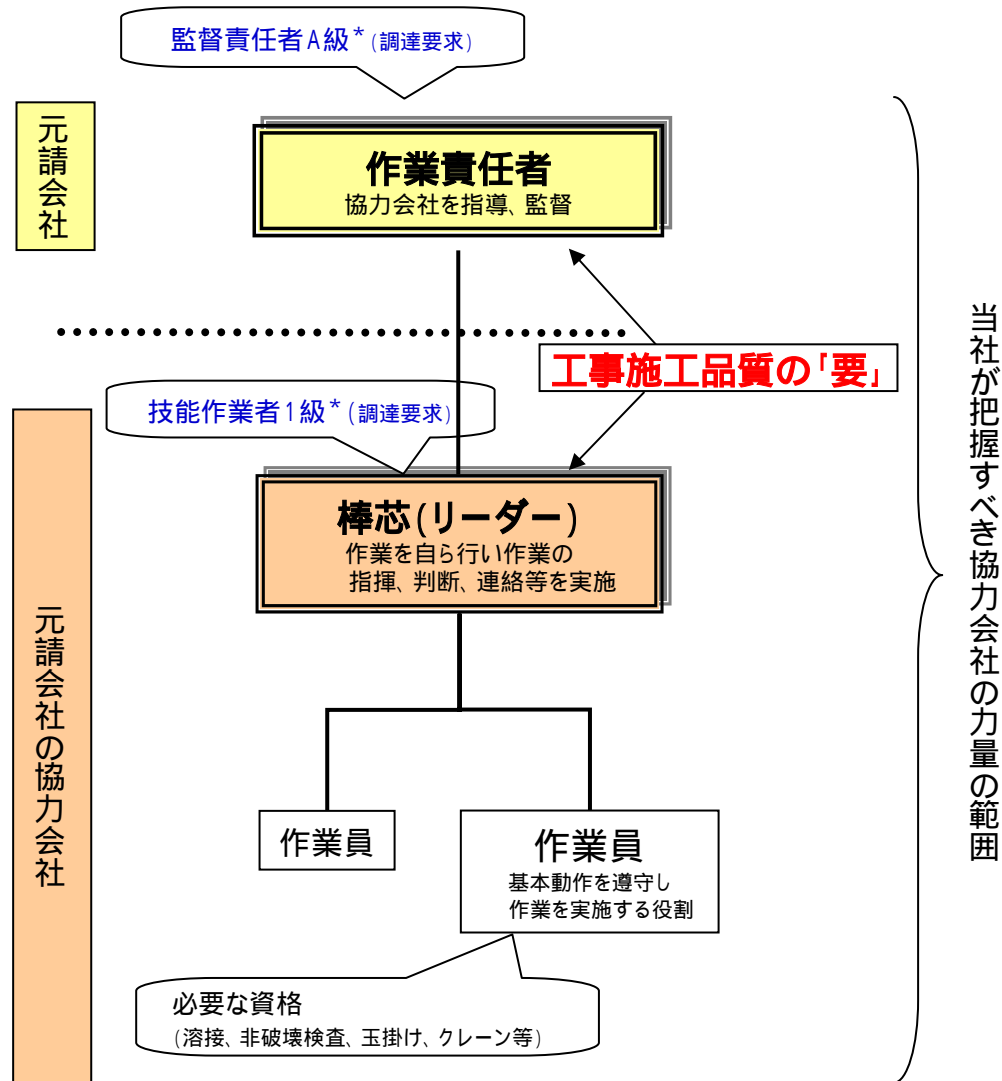 監督責任者A級*(調達要求)
元請会社
作業責任者
協力会社を指導、監督
工事施工品質の「要」
技能作業者1級*(調達要求)
棒芯(リーダー)
作業を自ら行い作業の
指揮、判断、連絡等を実施
元請会社の協力会社
作業員
作業員
基本動作を遵守し
作業を実施する役割
必要な資格
(溶接、非破壊検査、玉掛け、クレーン等)
当社が把握すべき協力会社の力量の範囲